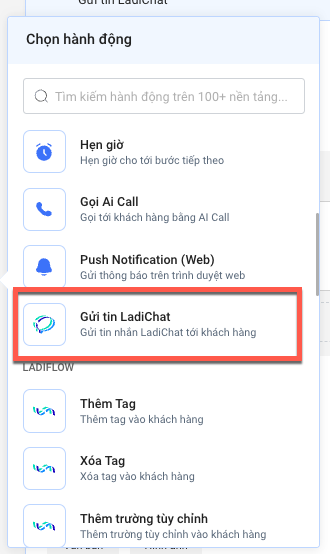 Gửi tin LadiChat
Chọn hành động
Tìm kiếm hành động trên 100+ nền tảng...
Hẹn giờ
Hẹn giờ cho tới bước tiếp theo
Gọi Ai Call
Gọi tới khách hàng bằng AI Call
Push Notification (Web)
Gửi thông báo trên trình duyệt web
Gửi tin LadiChat
Gửi tin nhắn LadiChat tới khách hàng
LADIFLOW
Thêm Tag
Thêm tag vào khách hàng
Xóa Tag
Xóa tag vào khách hàng
Thêm trường tùy chỉnh
Thêm trường tùy chỉnh vào khách hàng